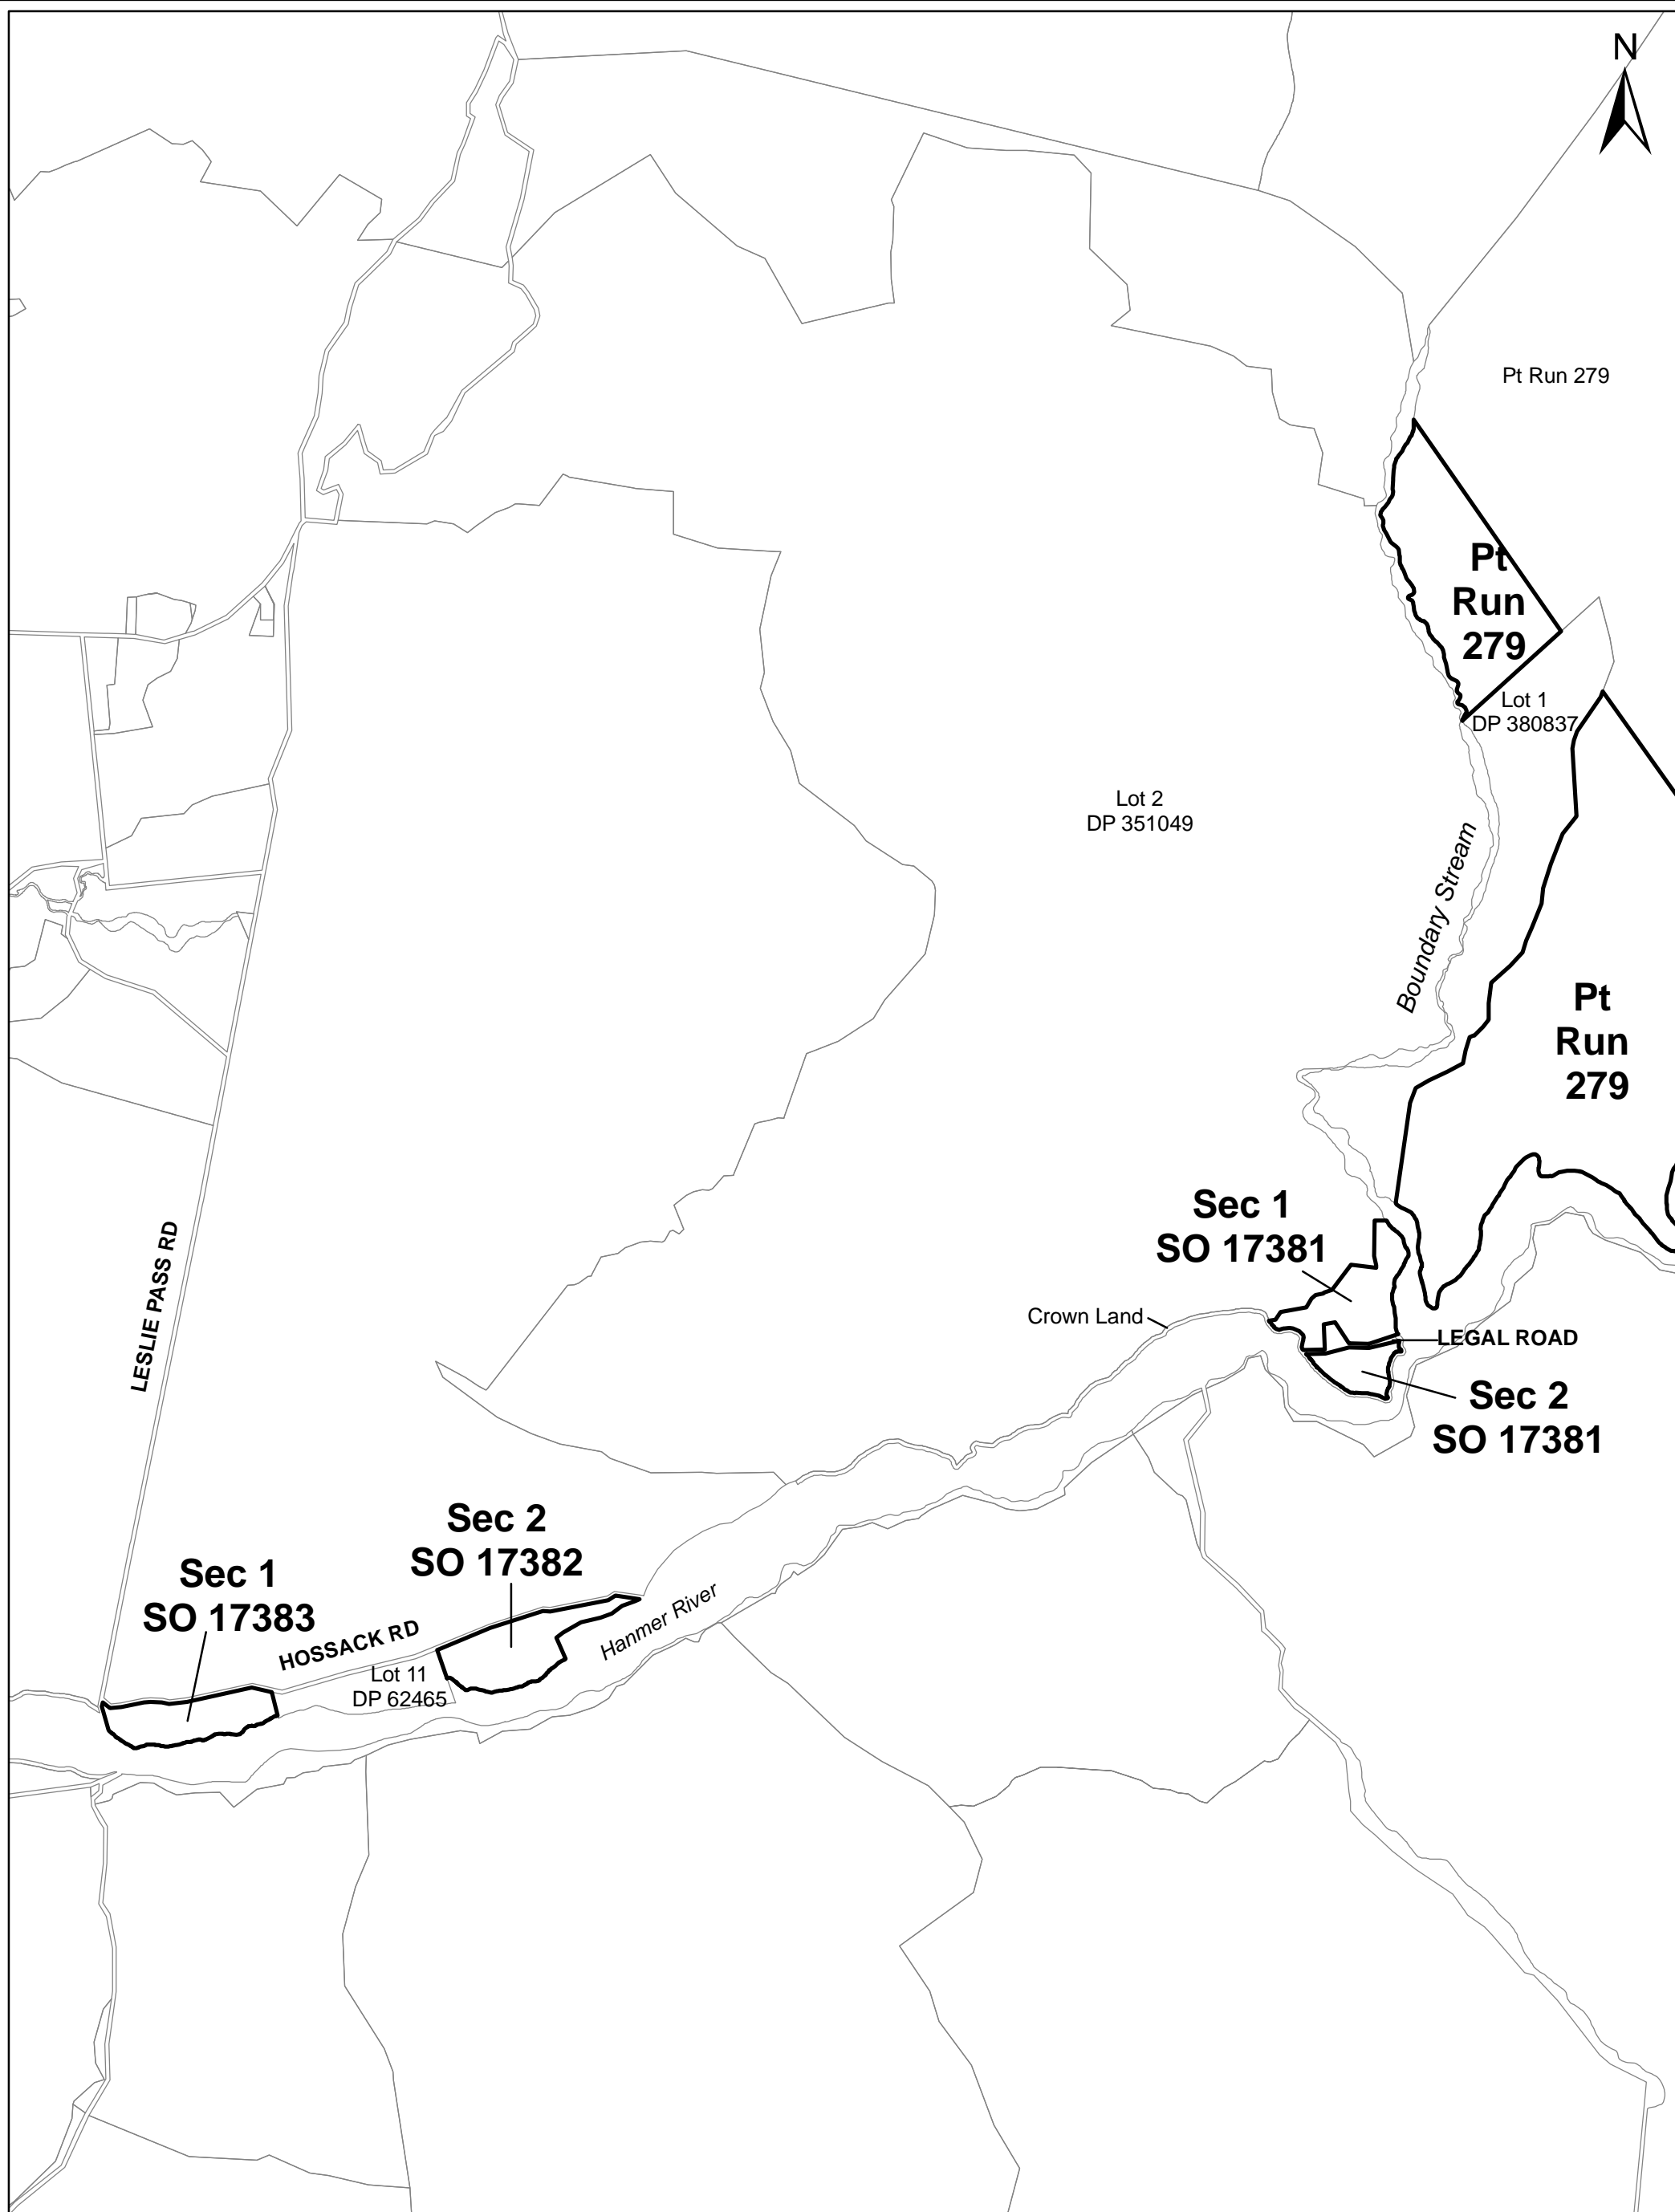 N
Pt Run 279
Pt
Run
279
Lot 1
DP 380837
Lot 2
DP 351049
Boundary Stream
Pt
Run
279
Sec 1
SO 17381
LESLIE PASS RD
Crown Land
LEGAL ROAD
Sec 2
SO 17381
Sec 2
SO 17382
Sec 1
SO 17383
Hanmer River
HOSSACK RD
Lot 11
DP 62465